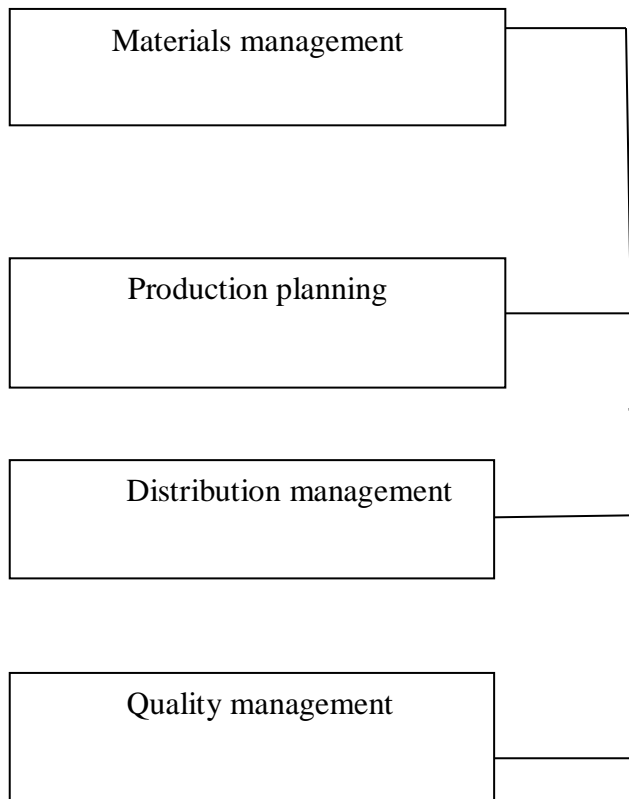 Materials management
Production planning
Distribution management
Quality management